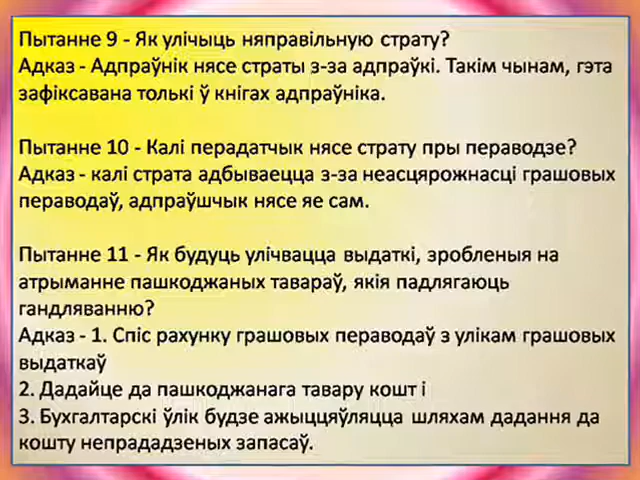 Пытанне 9 - Як улічыць няправільную страту?
Адказ - Адпраўнік нясе страты з-за адпраўкі. Такім чынам, гэта
зафіксавана толькі ў кнігах адпраўніка.
Пытанне 10 - Калі перадатчык нясе страту пры пераводзе?
Адказ - калі страта адбываецца з-за неасцярожнасці грашовых
пераводаў, адпраўшчык нясе яе сам.
Пытанне 11 - Як будуць улічвацца выдаткі, зробленыя на
атрыманне пашкоджаных тавараў, якія падлягаюць
гандляванню?
Адказ - 1. Спіс рахунку грашовых пераводаў з улікам грашовых
выдаткаў
2. Дадайце да пашкоджанага тавару кошт і
3. Бухгалтарскі ўлік будзе ажыццяўляцца шляхам дадання да
кошту непрададзеных запасаў.